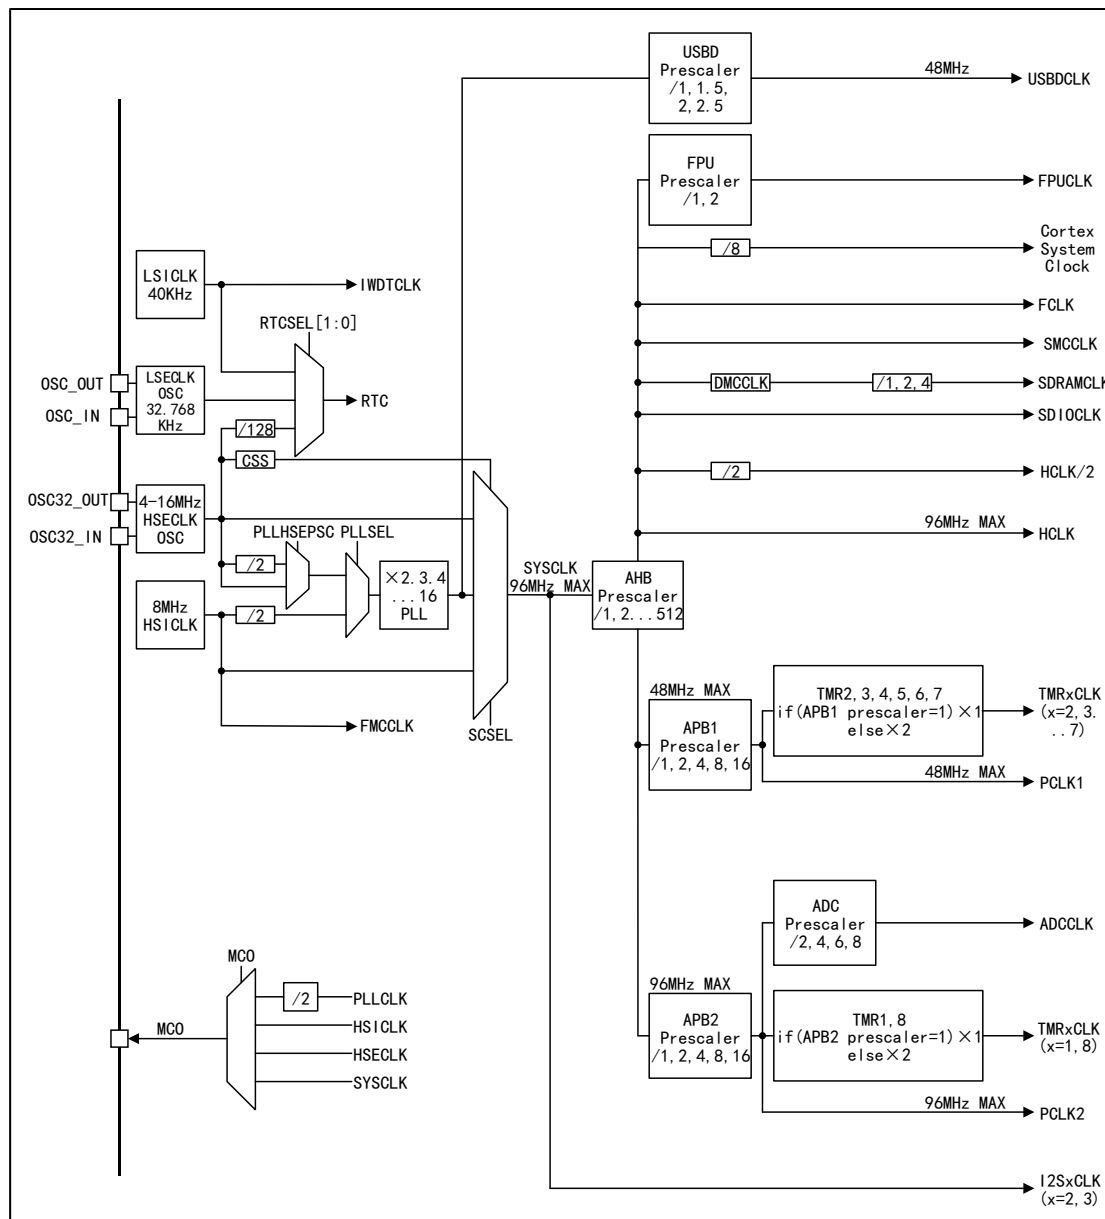 USBD
Prescaler
/1, 1.5,
2, 2.5
48MHz
USBDCLK
FPU
Prescaler
/1, 2
FPUCLK
/8
Cortex
System
Clock
LSICLK
40KHz
IWDTCLK
FCLK
RTCSEL[1:0]
SMCCLK
OSC_OUT
OSC_IN
LSECLK
OSC
32.768
KHz
RTC
DMCCLK
/1, 2, 4
SDRAMCLK
SDIOCLK
/128
CSS
/2
HCLK/2
OSC32_OUT
OSC32_IN
4-16MHz
HSECLK
OSC
96MHz MAX
HCLK
PLLHSEPSC
PLLSEL
/2
×2. 3. 4
...16
PLL
SYSCLK
96MHz MAX
AHB
Prescaler
/1, 2...512
8MHz
HSICLK
/2
FMCCLK
SCSEL
48MHz MAX
APB1
Prescaler
/1, 2, 4, 8, 16
TMR2, 3, 4, 5, 6, 7
if(APB1 prescaler=1)×1
else×2
TMRxCLK
(x=2, 3.
..7)
48MHz MAX
PCLK1
ADC
Prescaler
/2, 4, 6, 8
ADCCLK
MCO
/2
PLLCLK
HSICLK
HSECLK
SYSCLK
MCO
96MHz MAX
APB2
Prescaler
/1, 2, 4, 8, 16
TMR1, 8
if(APB2 prescaler=1)×1
else×2
TMRxCLK
(x=1, 8)
96MHz MAX
PCLK2
I2SxCLK
(x=2, 3)